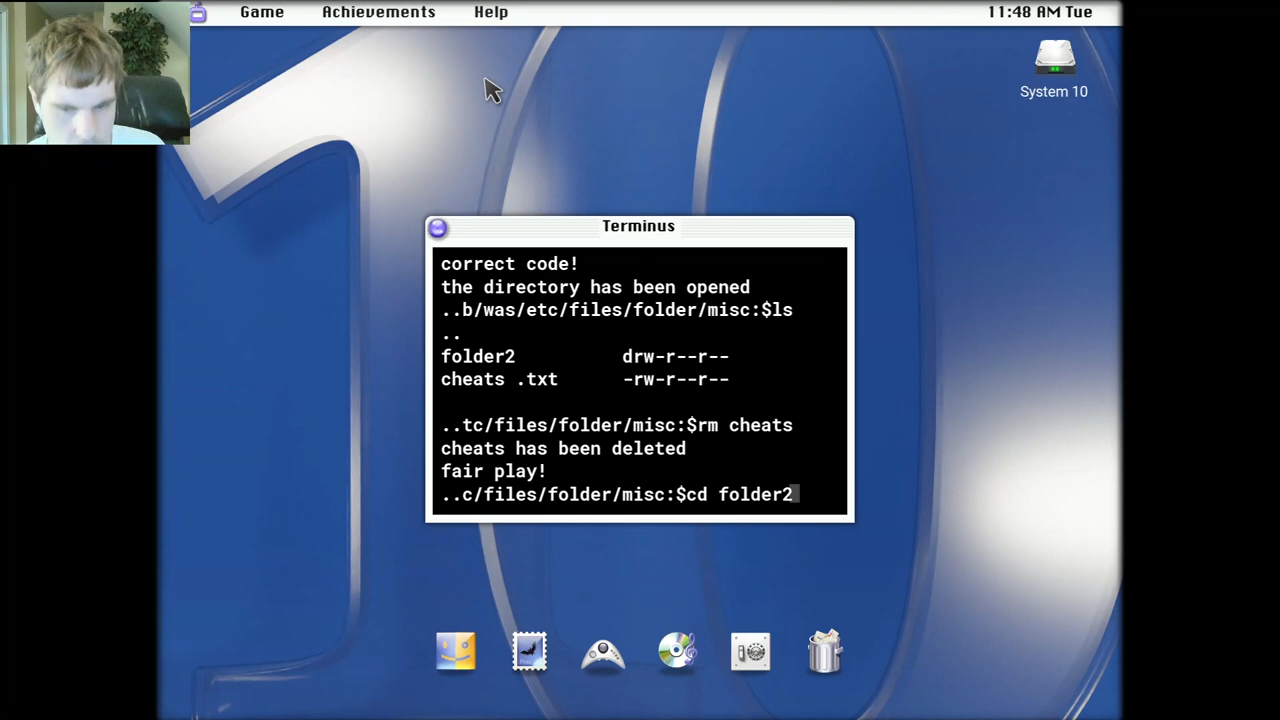 Game Achievements Help 11:48 AM Tue
System 10
Terminus
correct code!
the directory has been opened
..b/was/etc/files/folder/misc:$ls
..
folder2 drw-r--r--
cheats .txt -rw-r--r--
..tc/files/folder/misc:$rm cheats
cheats has been deleted
fair play!
..c/files/folder/misc:$cd folder2